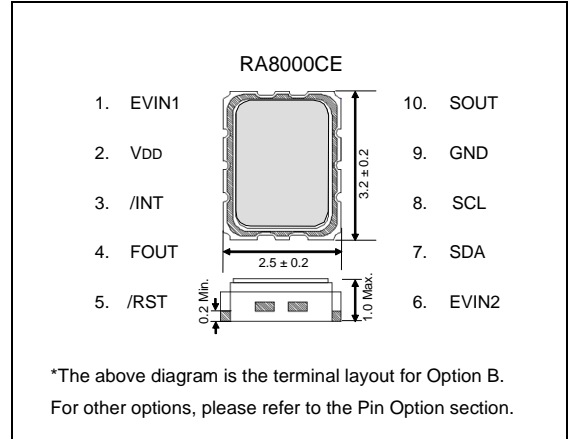 RA8000CE
1. EVIN1
2. VDD
3. /INT
4. FOUT
5. /RST
10. SOUT
9. GND
8. SCL
7. SDA
6. EVIN2
3.2 ± 0.2
2.5 ± 0.2
0.2 Min.
1.0 Max.
*The above diagram is the terminal layout for Option B.
For other options, please refer to the Pin Option section.